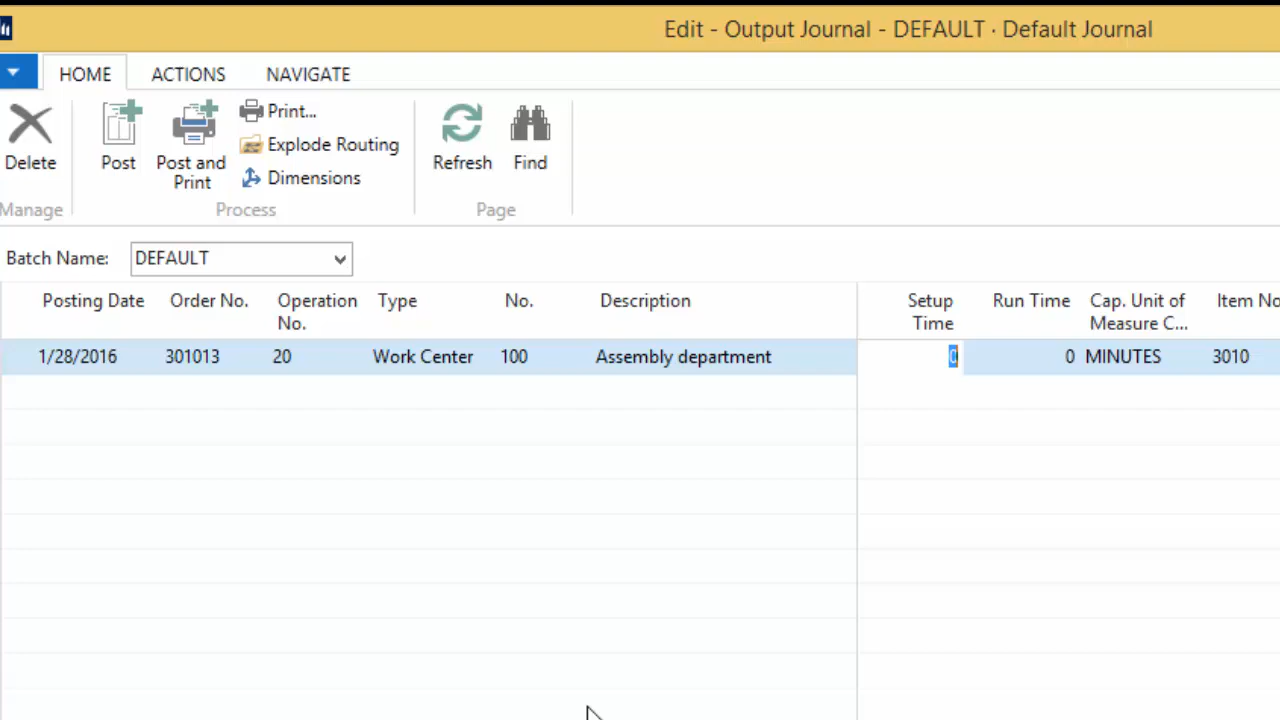 Edit - Output Journal - DEFAULT · Default Journal
HOME ACTIONS NAVIGATE
Delete
Post
Post and Print
Print...
Explode Routing
Dimensions
Refresh
Find
Manage Process Page
Batch Name: DEFAULT
Posting Date Order No. Operation No. Type No. Description Setup Time Run Time Cap. Unit of Measure C... Item No
1/28/2016 301013 20 Work Center 100 Assembly department 0 0 MINUTES 3010